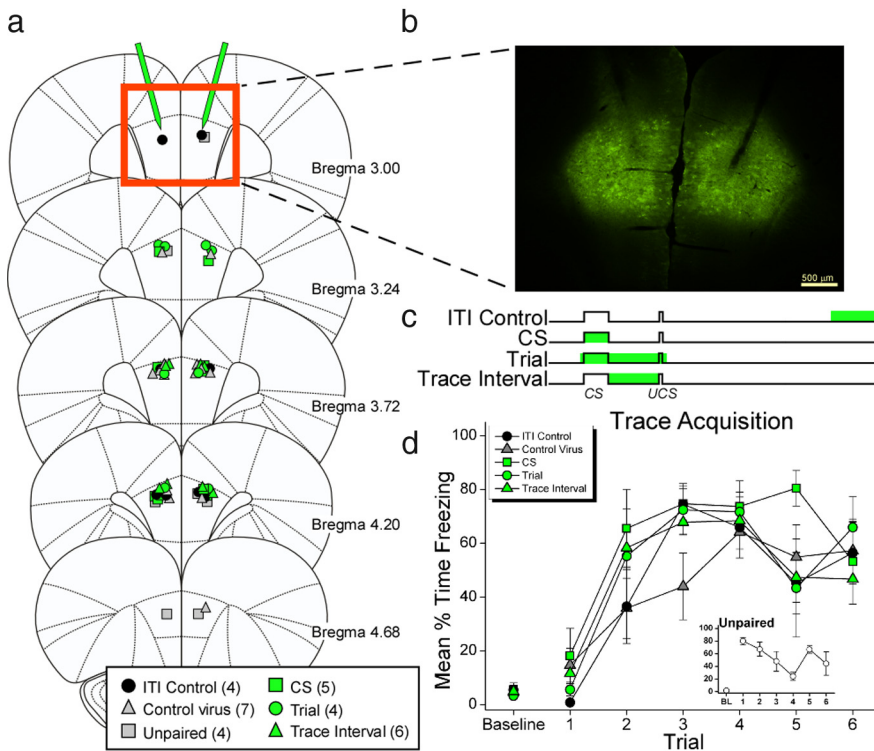 a
b
Bregma 3.00
Bregma 3.24
Bregma 3.72
Bregma 4.20
Bregma 4.68
ITI Control (4)
Control virus (7)
Unpaired (4)
CS (5)
Trial (4)
Trace Interval (6)
500 µm
c
ITI Control
CS
Trial
Trace Interval
CS
UCS
d
Trace Acquisition
ITI Control
Control Virus
CS
Trial
Trace Interval
Mean % Time Freezing
100
80
60
40
20
0
Baseline 1 2 3 4 5 6
Trial
Unpaired
100
80
60
40
20
0
BL 1 2 3 4 5 6